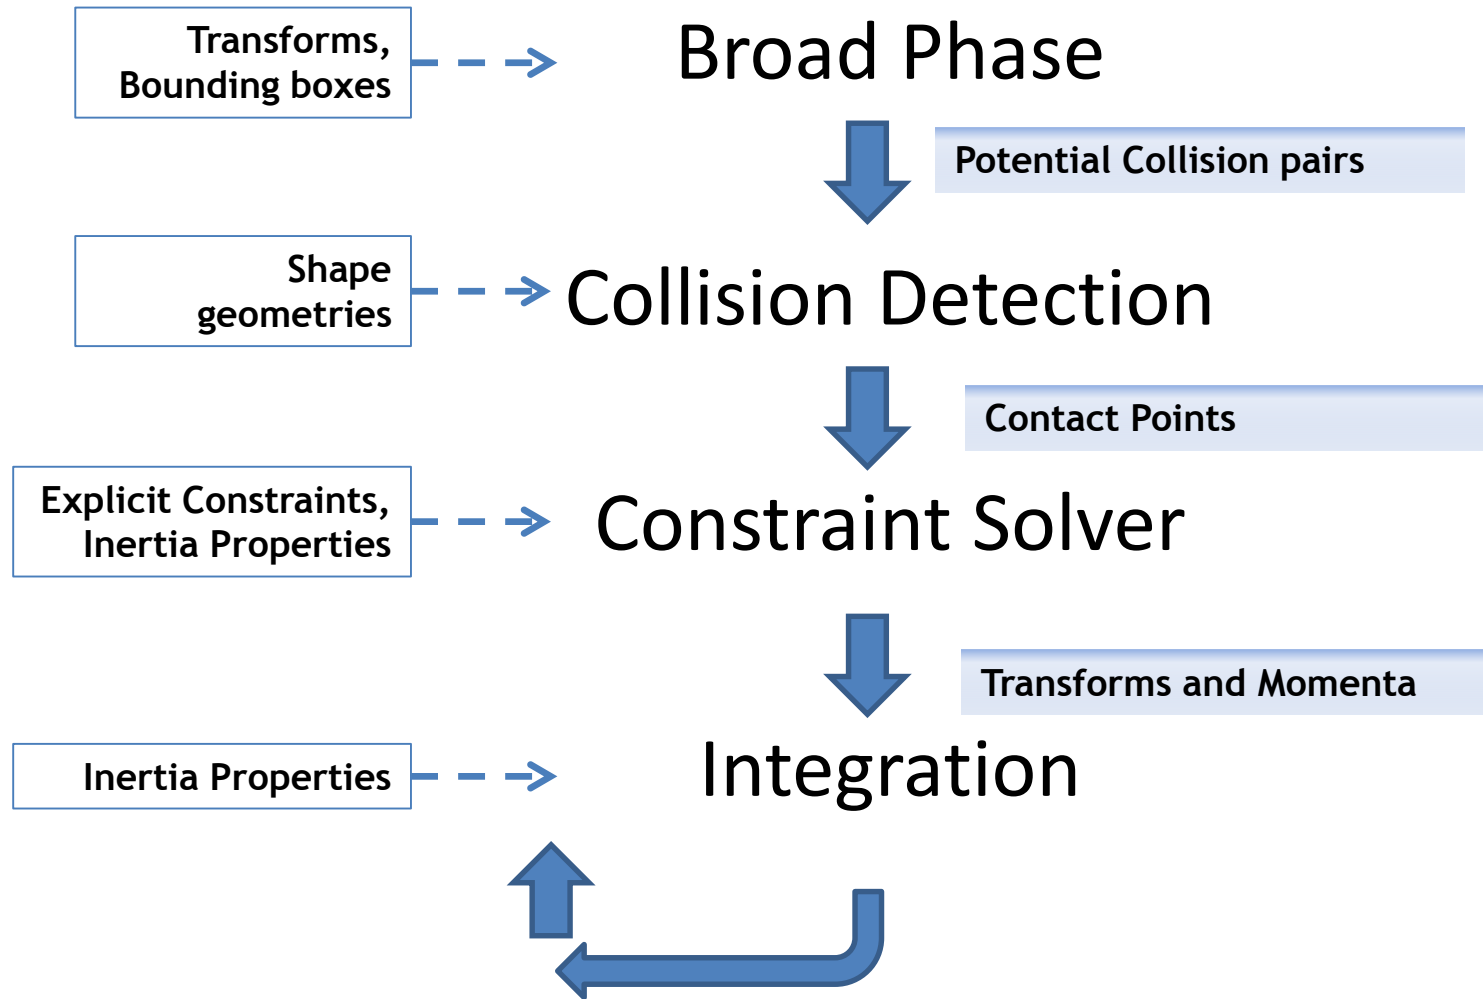 Transforms,
Bounding boxes
Broad Phase
Potential Collision pairs
Shape
geometries
Collision Detection
Contact Points
Explicit Constraints,
Inertia Properties
Constraint Solver
Transforms and Momenta
Inertia Properties
Integration